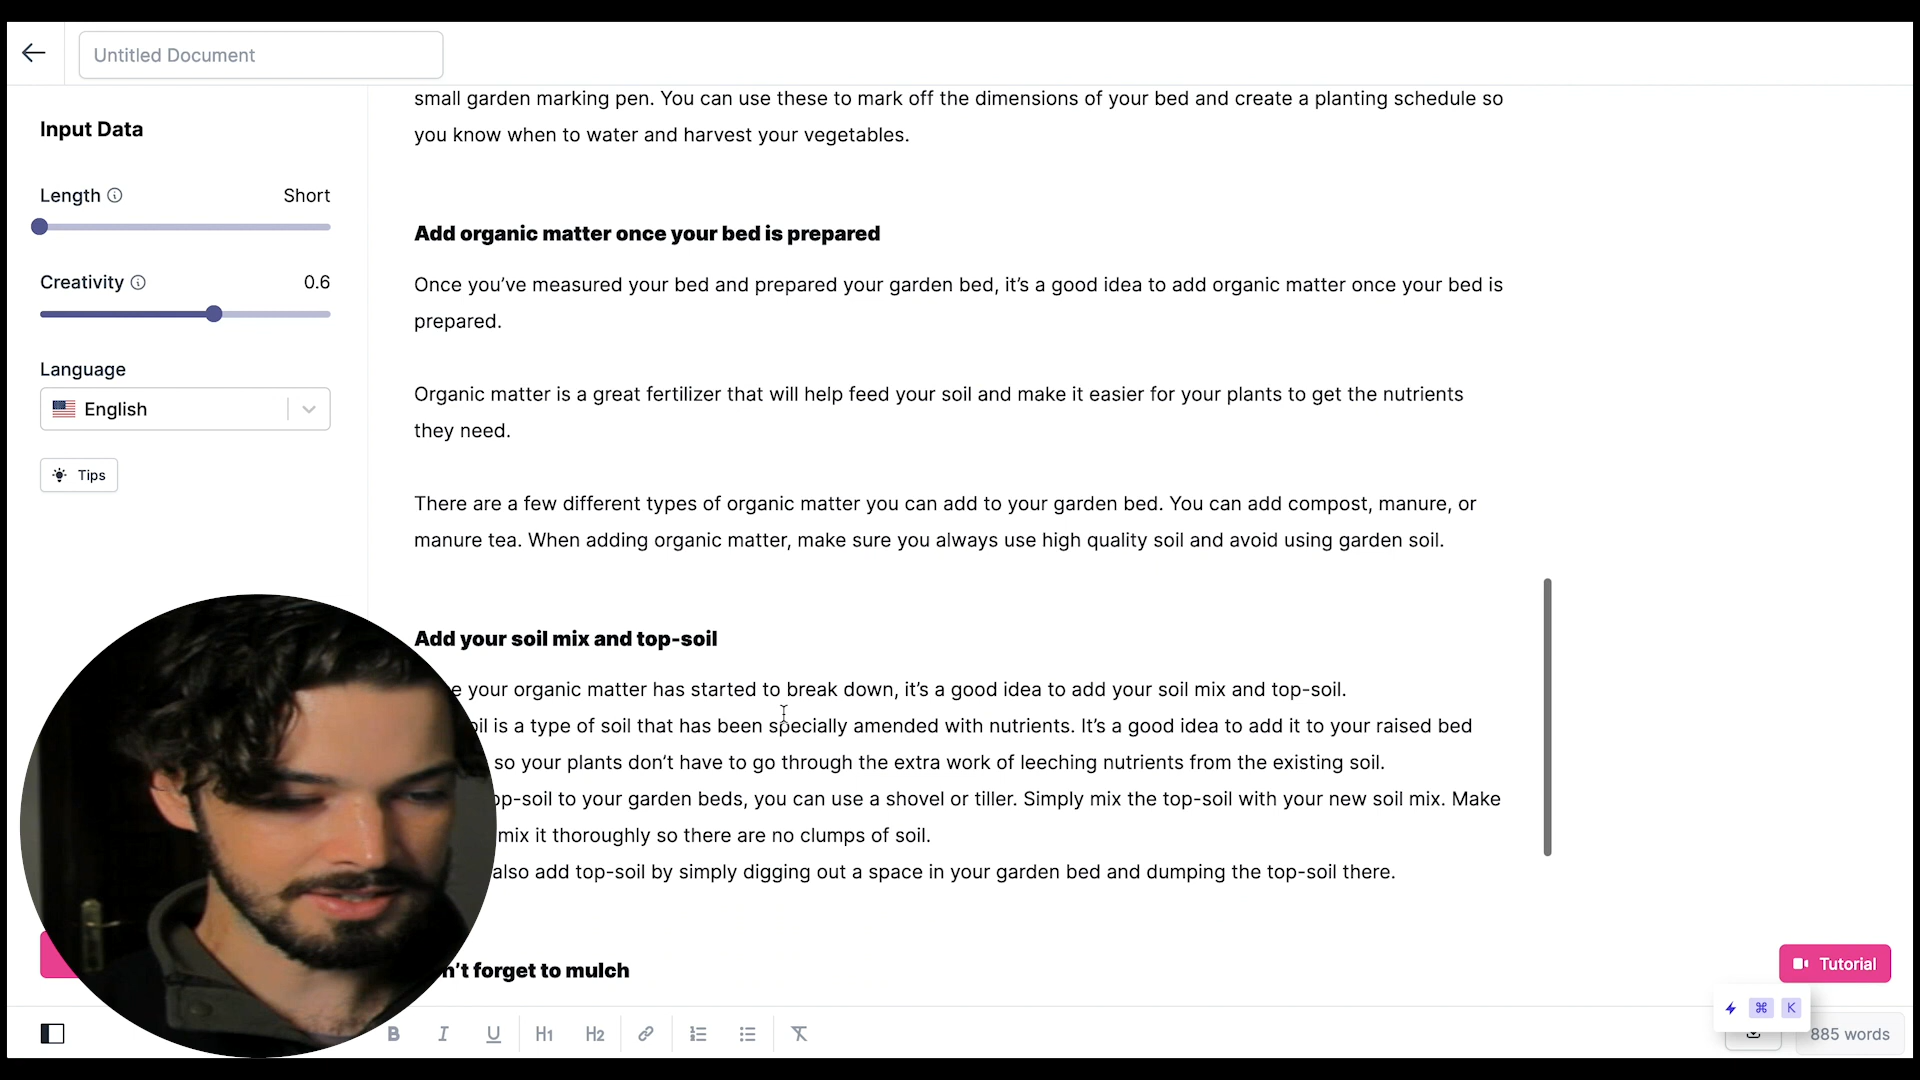 Untitled Document
Input Data
Length Short
Creativity 0.6
Language
English
Tips
small garden marking pen. You can use these to mark off the dimensions of your bed and create a planting schedule so
you know when to water and harvest your vegetables.
Add organic matter once your bed is prepared
Once you’ve measured your bed and prepared your garden bed, it’s a good idea to add organic matter once your bed is
prepared.
Organic matter is a great fertilizer that will help feed your soil and make it easier for your plants to get the nutrients
they need.
There are a few different types of organic matter you can add to your garden bed. You can add compost, manure, or
manure tea. When adding organic matter, make sure you always use high quality soil and avoid using garden soil.
Add your soil mix and top-soil
your organic matter has started to break down, it’s a good idea to add your soil mix and top-soil.
is a type of soil that has been specially amended with nutrients. It’s a good idea to add it to your raised bed
so your plants don’t have to go through the extra work of leeching nutrients from the existing soil.
to your garden beds, you can use a shovel or tiller. Simply mix the top-soil with your new soil mix. Make
mix it thoroughly so there are no clumps of soil.
also add top-soil by simply digging out a space in your garden bed and dumping the top-soil there.
forget to mulch
Tutorial
⌘ K
B I U H1 H2
885 words